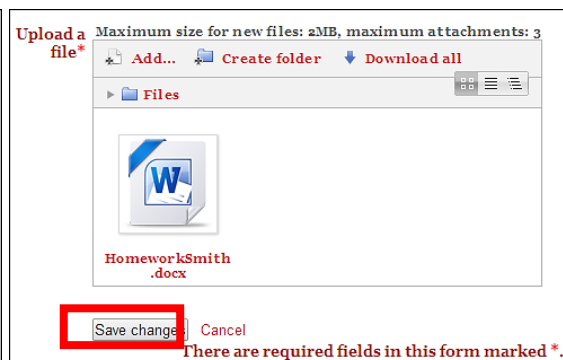 Upload a file*
Maximum size for new files: 2MB, maximum attachments: 3
Add... Create folder Download all
Files
W
HomeworkSmith
.docx
Save changes Cancel
There are required fields in this form marked *.